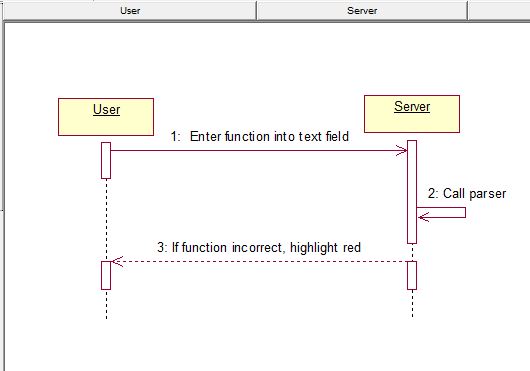 User Server
User
Server
1: Enter function into text field
2: Call parser
3: If function incorrect, highlight red